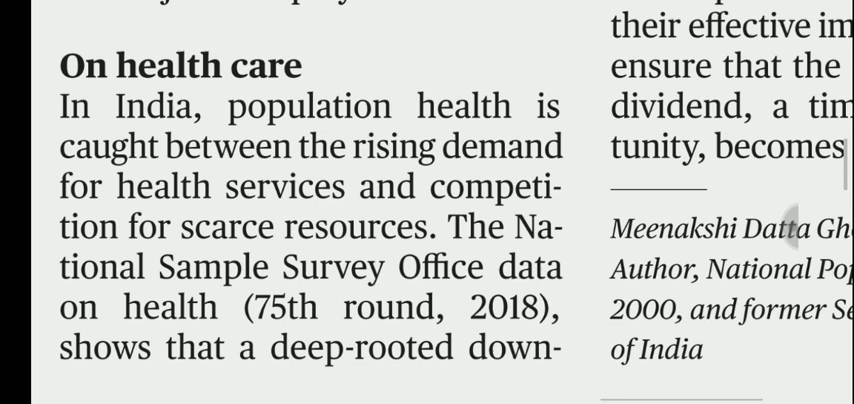 On health care
In India, population health is
caught between the rising demand
for health services and competi-
tion for scarce resources. The Na-
tional Sample Survey Office data
on health (75th round, 2018),
shows that a deep-rooted down-
their effective
ensure that the
dividend, a
tunity, becomes
Meenakshi Datta
Author, National
2000, and former
of India